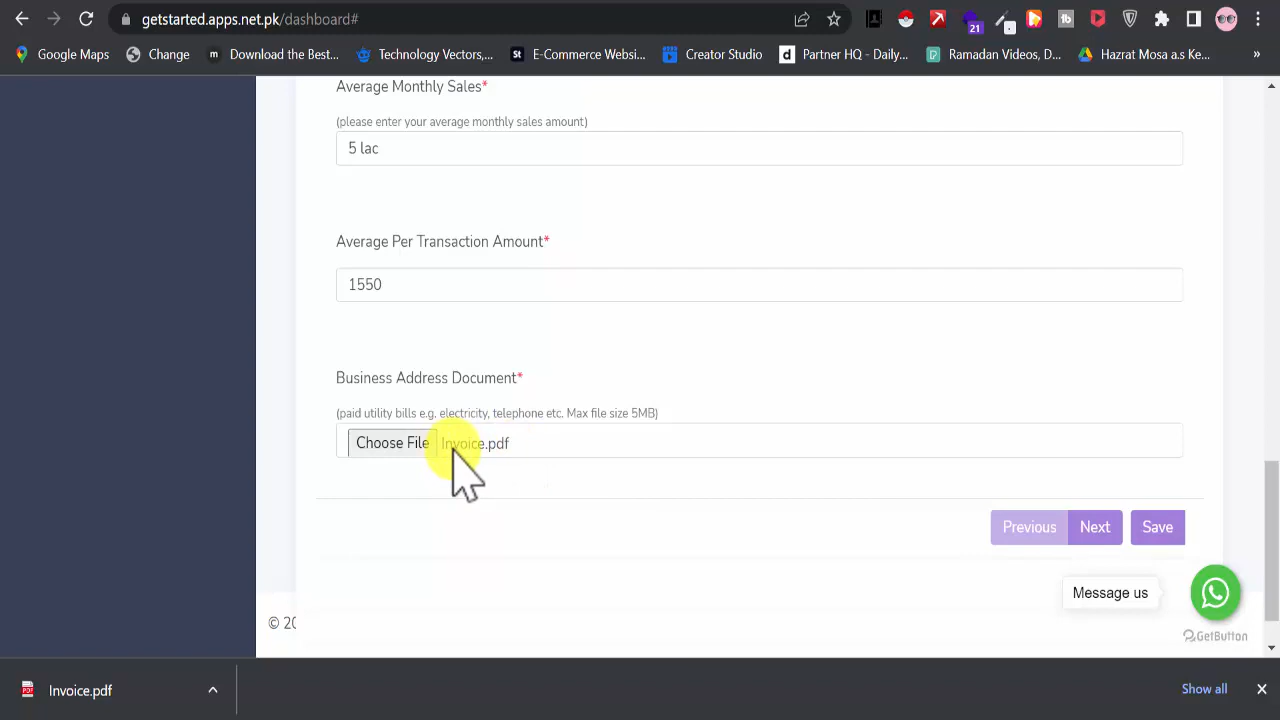 getstarted.apps.net.pk/dashboard#
21
Google Maps
Change
m
Download the Best...
Technology Vectors,...
St
E-Commerce Websi...
Creator Studio
d
Partner HQ - Daily...
Ramadan Videos, D...
Hazrat Mosa a.s Ke...
»
Average Monthly Sales*
(please enter your average monthly sales amount)
5 lac
Average Per Transaction Amount*
1550
Business Address Document*
(paid utility bills e.g. electricity, telephone etc. Max file size 5MB)
Choose File Invoice.pdf
Previous Next Save
Message us
GetButton
© 20
PDF
Invoice.pdf
Show all